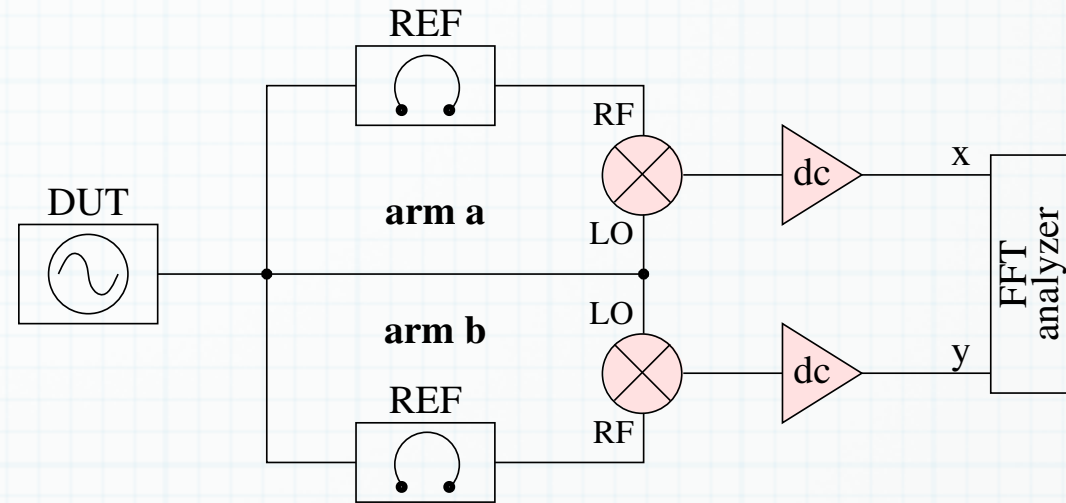 REF
RF
x
dc
DUT
arm a
LO
FFT
analyzer
LO
arm b
y
dc
REF
RF